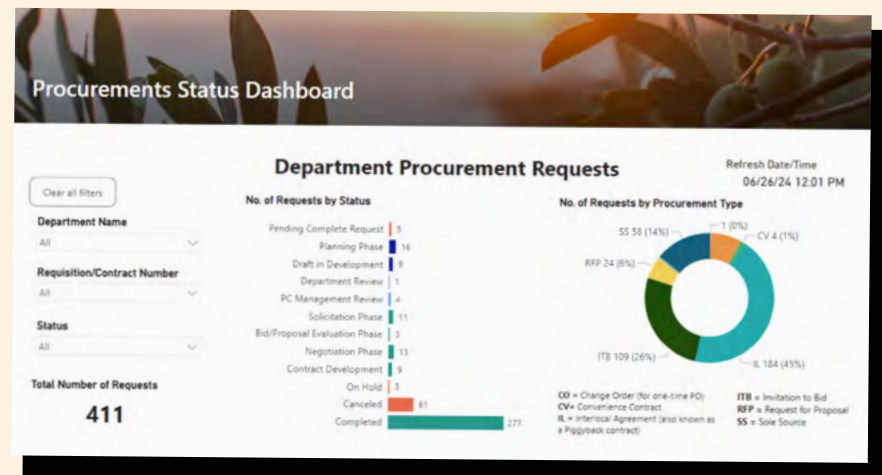 Procurements Status Dashboard
Department Procurement Requests
Refresh Date/Time
06/26/24 12:01 PM
Clear all filters
Department Name
All
Requisition/Contract Number
All
Status
All
Total Number of Requests
411
No. of Requests by Status
Pending Complete Request 5
Planning Phase 16
Draft in Development 9
Department Review 1
PC Management Review 4
Solicitation Phase 11
Bid/Proposal Evaluation Phase 3
Negotiation Phase 13
Contract Development 9
On Hold 3
Canceled 61
Completed 277
No. of Requests by Procurement Type
1 (0%)
CV 4 (1%)
SS 58 (14%)
RFP 24 (6%)
ITB 109 (26%)
IL 184 (45%)
CO = Change Order (for one-time PO)
CV= Convenience Contract
IL = Interlocal Agreement (also known as
a Piggyback contract)
ITB = Invitation to Bid
RFP = Request for Proposal
SS = Sole Source